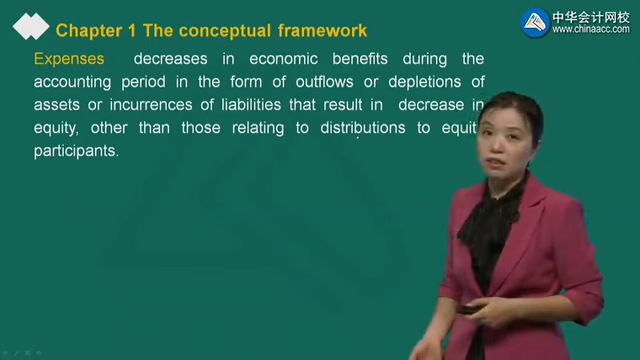 中华会计网校
www.chinaacc.com
Chapter 1 The conceptual framework
Expenses decreases in economic benefits during the
accounting period in the form of outflows or depletions of
assets or incurrences of liabilities that result in decrease in
equity, other than those relating to distributions to equit
participants.